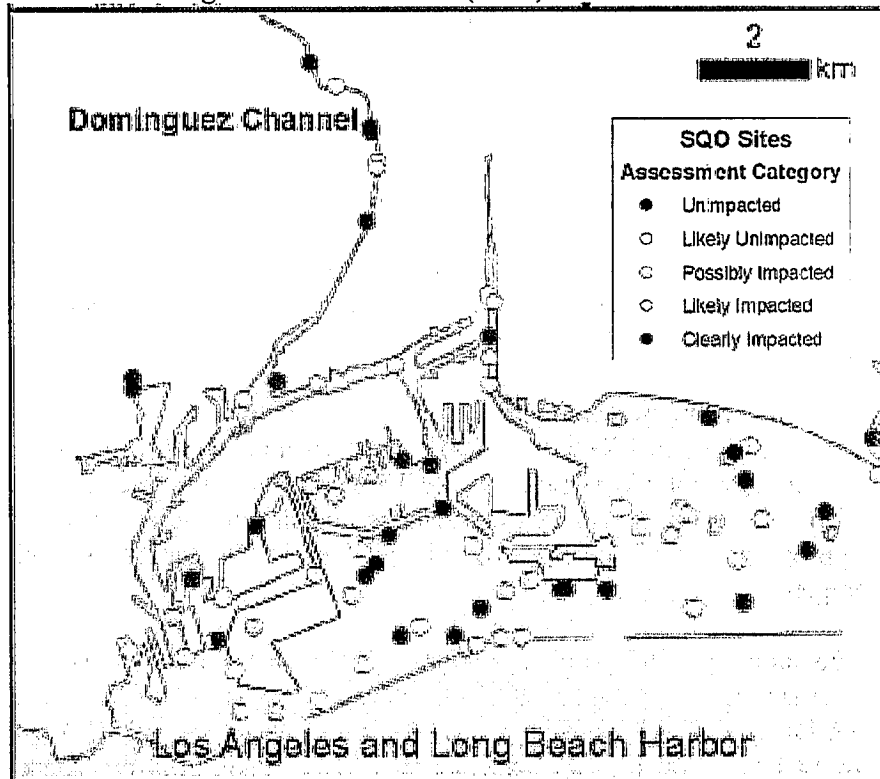 2
km
Dominguez Channel
SQO Sites
Assessment Category
Unimpacted
Likely Unimpacted
Possibly Impacted
Likely Impacted
Clearly Impacted
Los Angeles and Long Beach Harbor